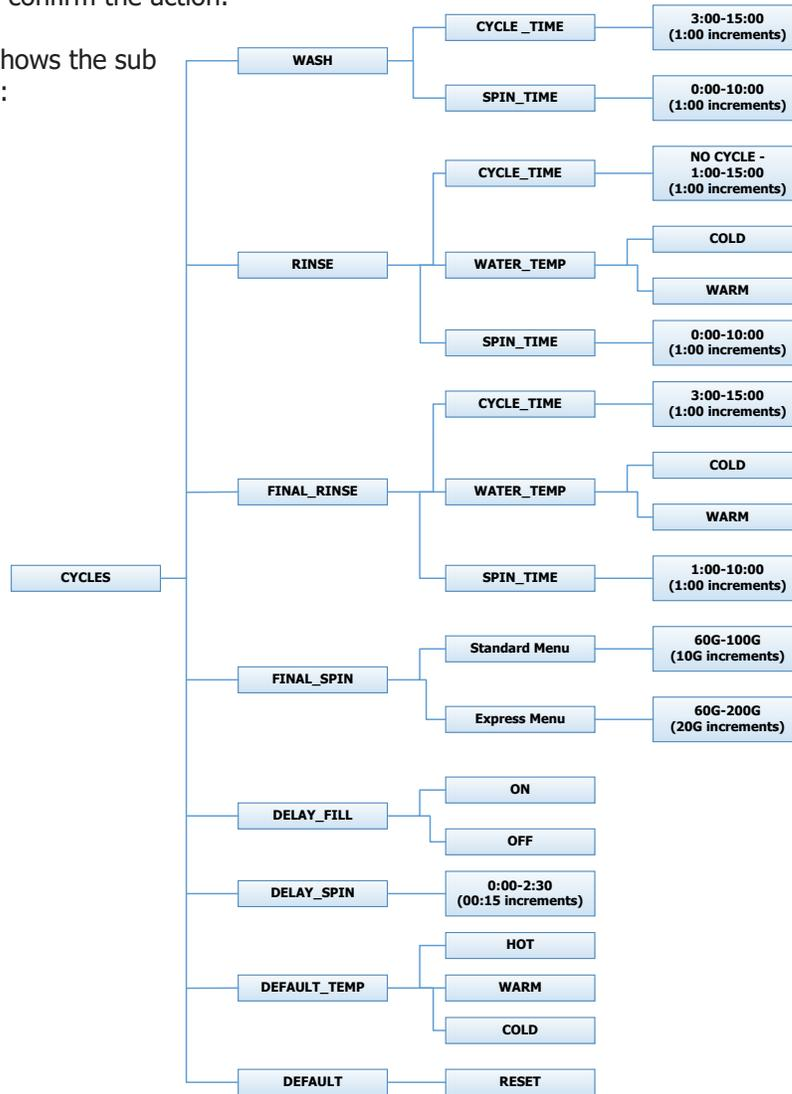 confirm the action.
hows the sub
:
CYCLES
WASH
CYCLE _TIME
3:00-15:00
(1:00 increments)
SPIN_TIME
0:00-10:00
(1:00 increments)
RINSE
CYCLE_TIME
NO CYCLE -
1:00-15:00
(1:00 increments)
WATER_TEMP
COLD
WARM
SPIN_TIME
0:00-10:00
(1:00 increments)
FINAL_RINSE
CYCLE_TIME
3:00-15:00
(1:00 increments)
WATER_TEMP
COLD
WARM
SPIN_TIME
1:00-10:00
(1:00 increments)
FINAL_SPIN
Standard Menu
60G-100G
(10G increments)
Express Menu
60G-200G
(20G increments)
DELAY_FILL
ON
OFF
DELAY_SPIN
0:00-2:30
(00:15 increments)
DEFAULT_TEMP
HOT
WARM
COLD
DEFAULT
RESET